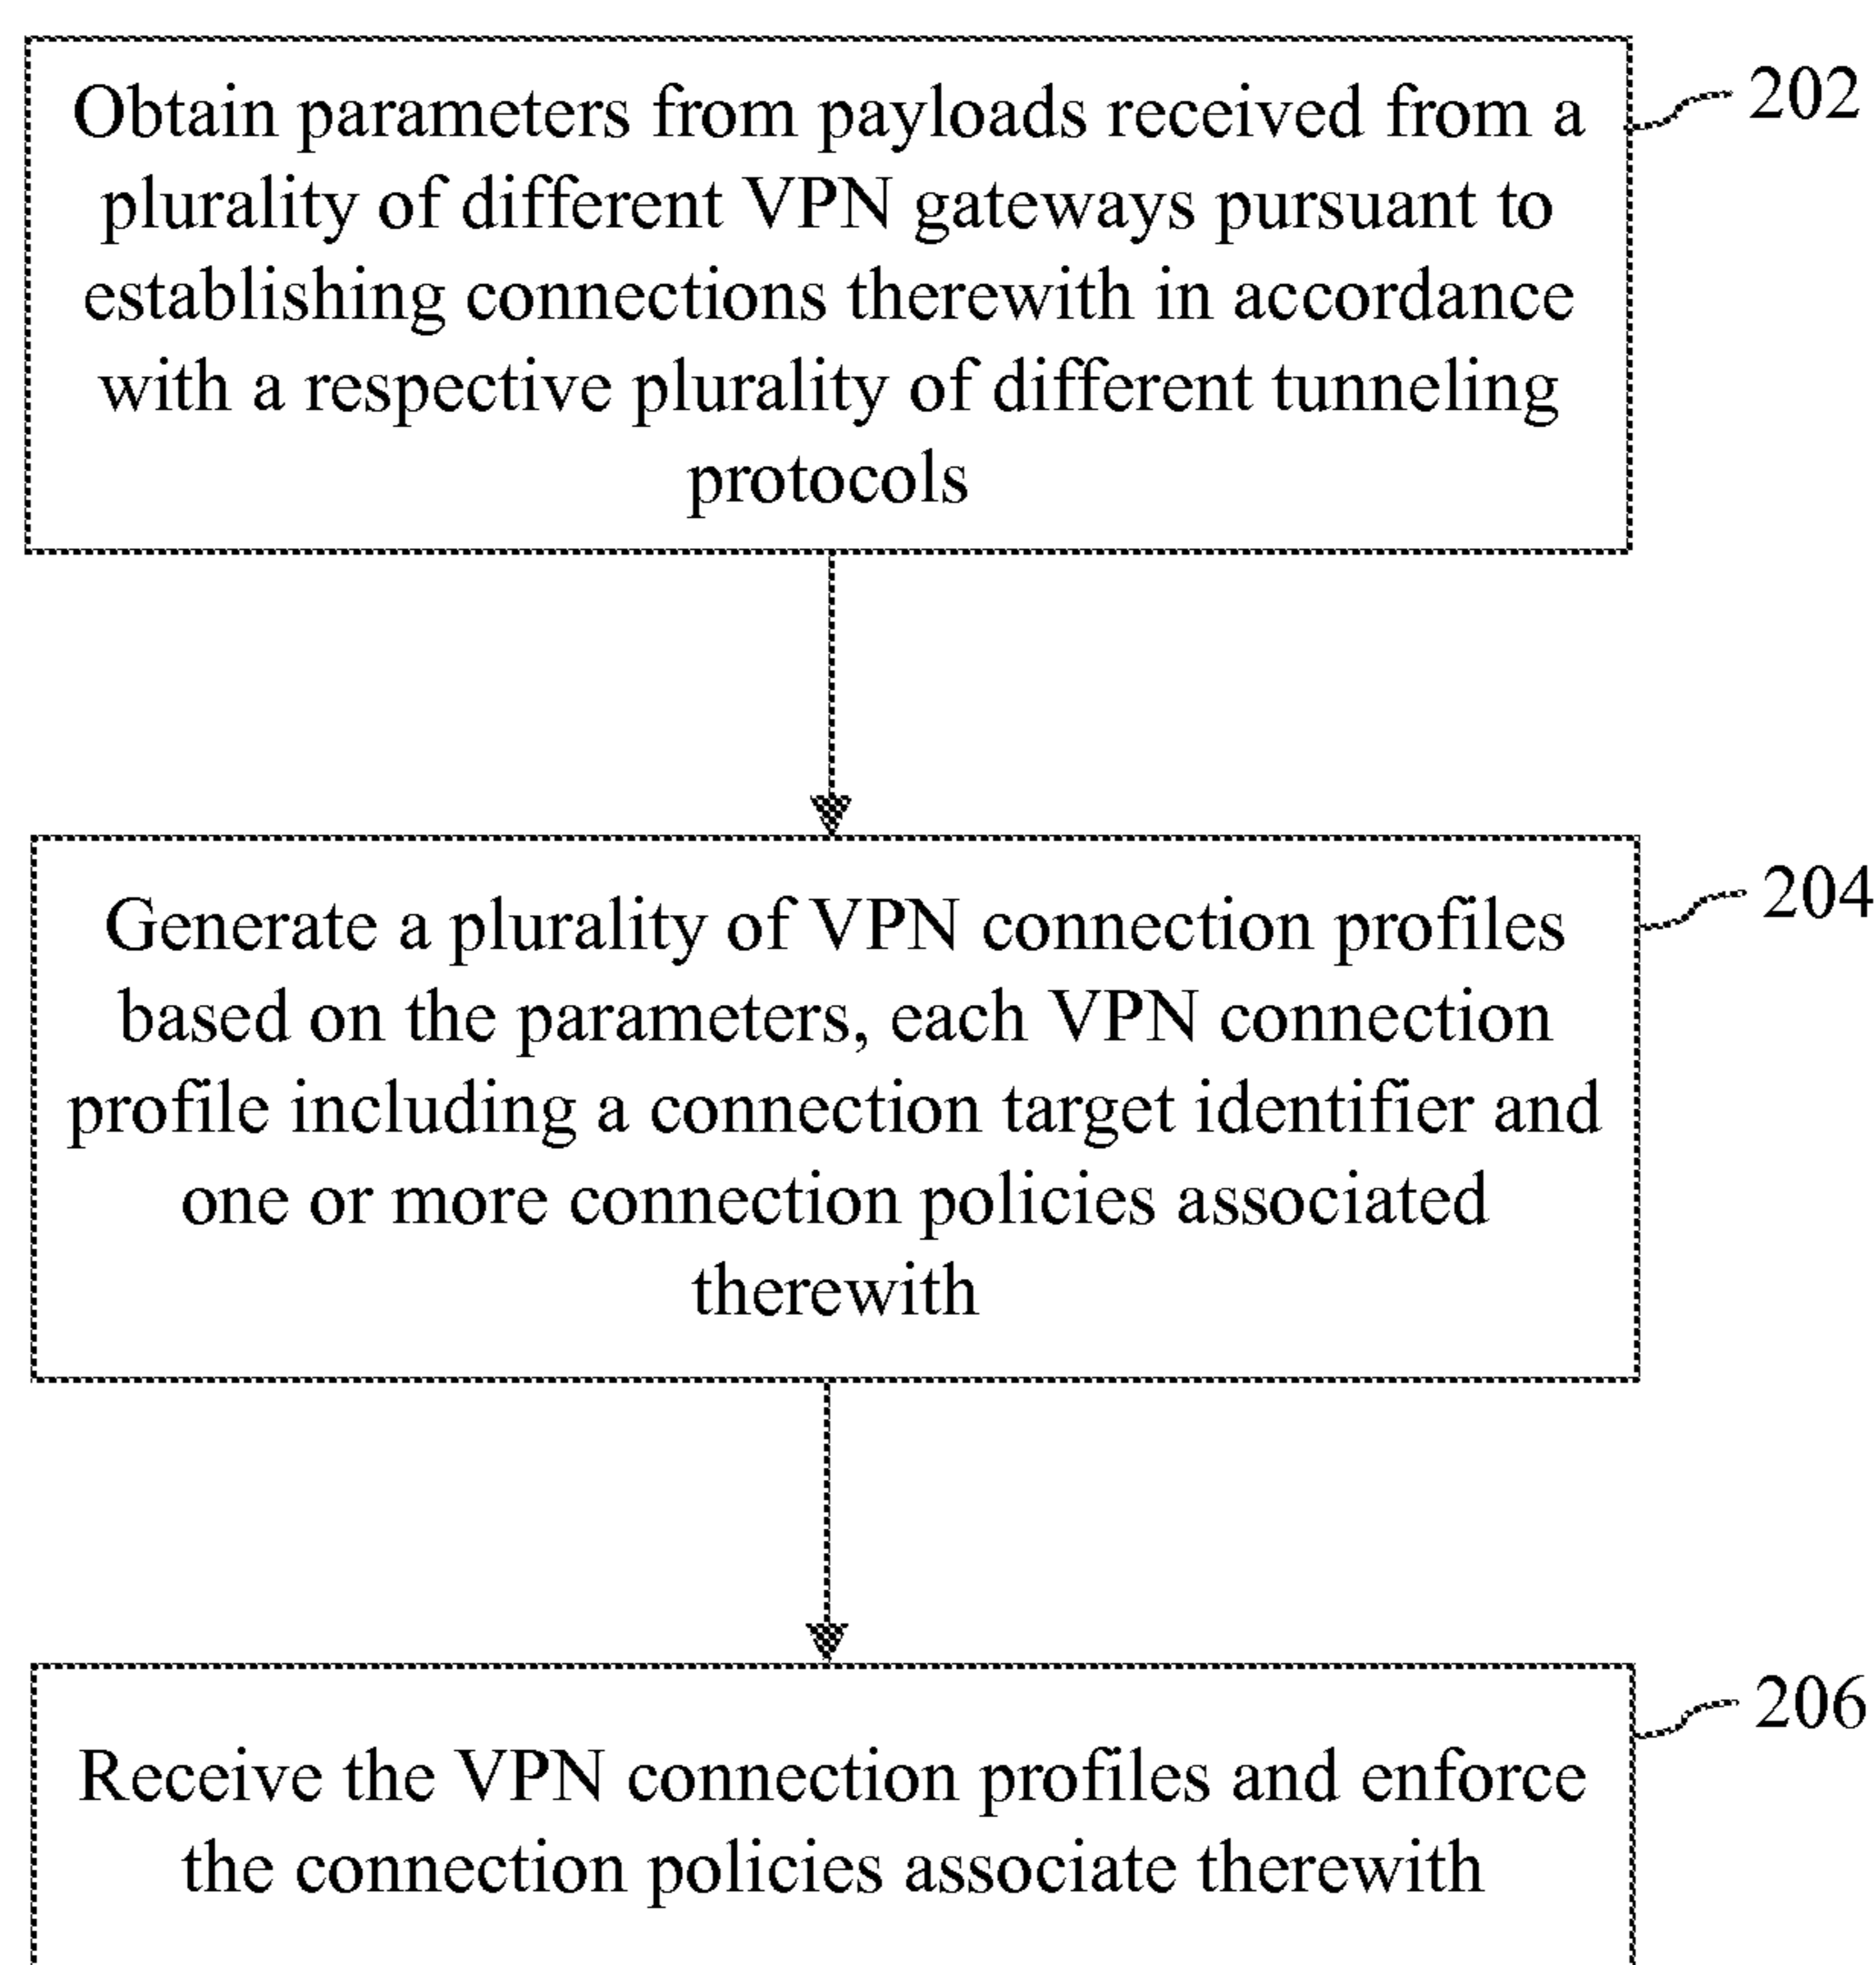 Obtain parameters from payloads received from a
202
plurality of different VPN gateways pursuant to
establishing connections therewith in accordance
with a respective plurality of different tunneling
protocols
Generate a plurality of VPN connection profiles
204
based on the parameters, each VPN connection
profile including a connection target identifier and
one or more connection policies associated
therewith
206
Receive the VPN connection profiles and enforce
the connection policies associate therewith